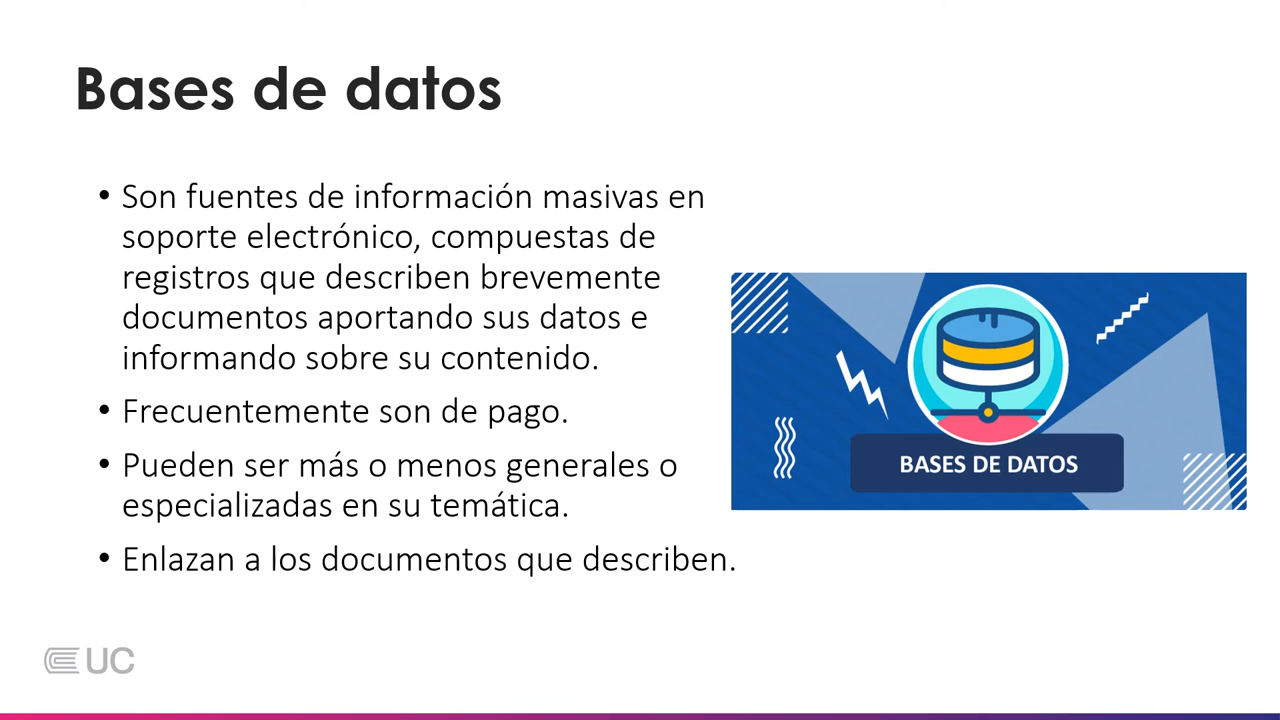 Bases de datos
• Son fuentes de información masivas en
soporte electrónico, compuestas de
registros que describen brevemente
documentos aportando sus datos e
informando sobre su contenido.
• Frecuentemente son de pago.
• Pueden ser más o menos generales o
especializadas en su temática.
• Enlazan a los documentos que describen.
BASES DE DATOS
UC